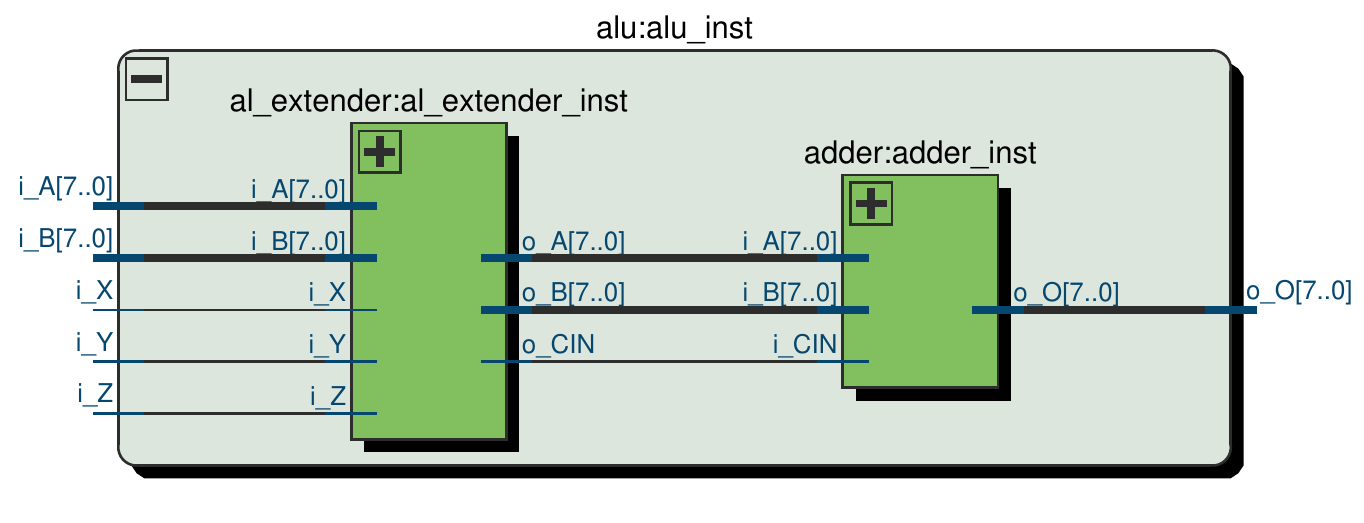 alu:alu_inst
al_extender:al_extender_inst
adder:adder_inst
i_A[7..0] i_A[7..0]
i_B[7..0] i_B[7..0] o_A[7..0] i_A[7..0]
i_X i_X o_B[7..0] i_B[7..0] o_O[7..0] o_O[7..0]
i_Y i_Y o_CIN i_CIN
i_Z i_Z